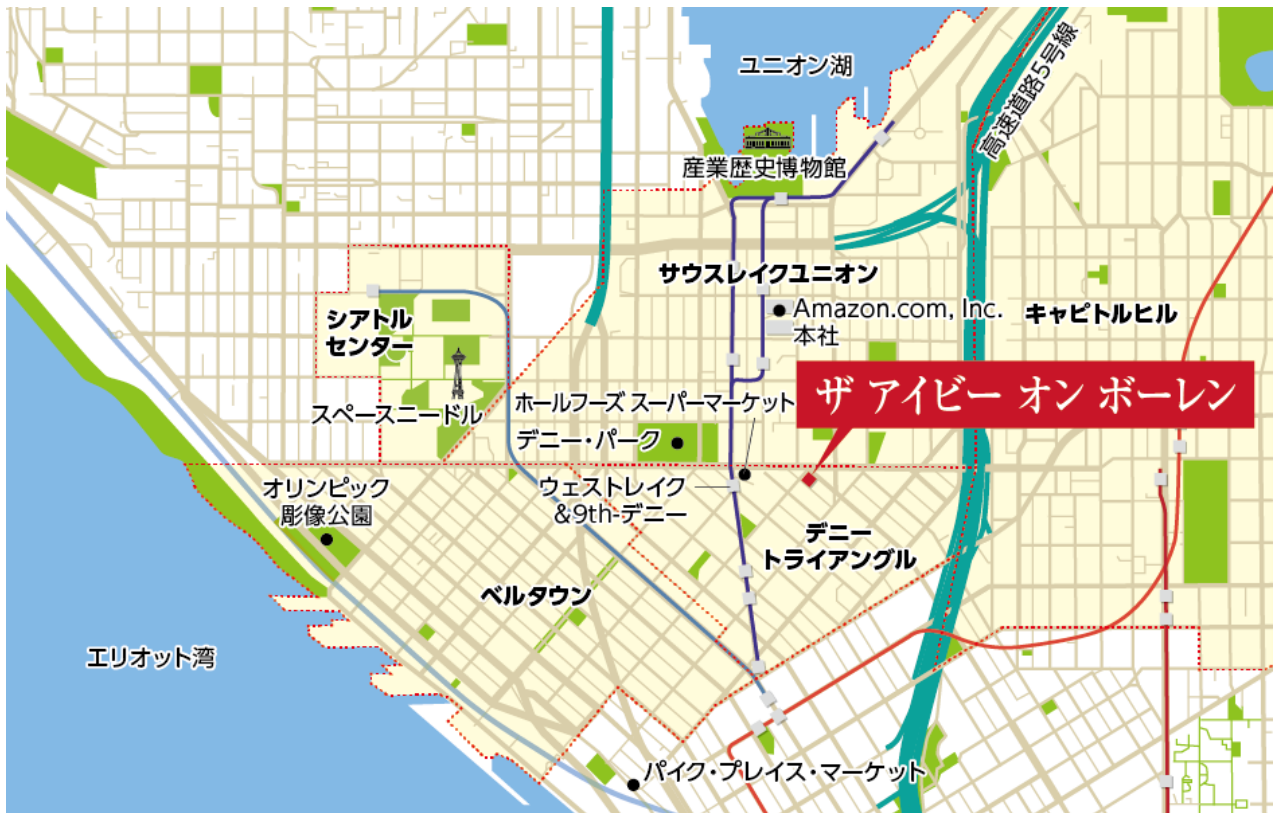 ユニオン湖
高速道路5号線
産業歴史博物館
サウスレイクユニオン
Amazon.com, Inc.
本社
キャピトルヒル
シアトル
センター
スペースニードル
ホールフーズ スーパーマーケット
ザ アイビー オン ボーレン
デニー・パーク
オリンピック
彫像公園
ウェストレイク
&9th-デニー
デニー
トライアングル
ベルタウン
エリオット湾
パイク・プレイス・マーケット